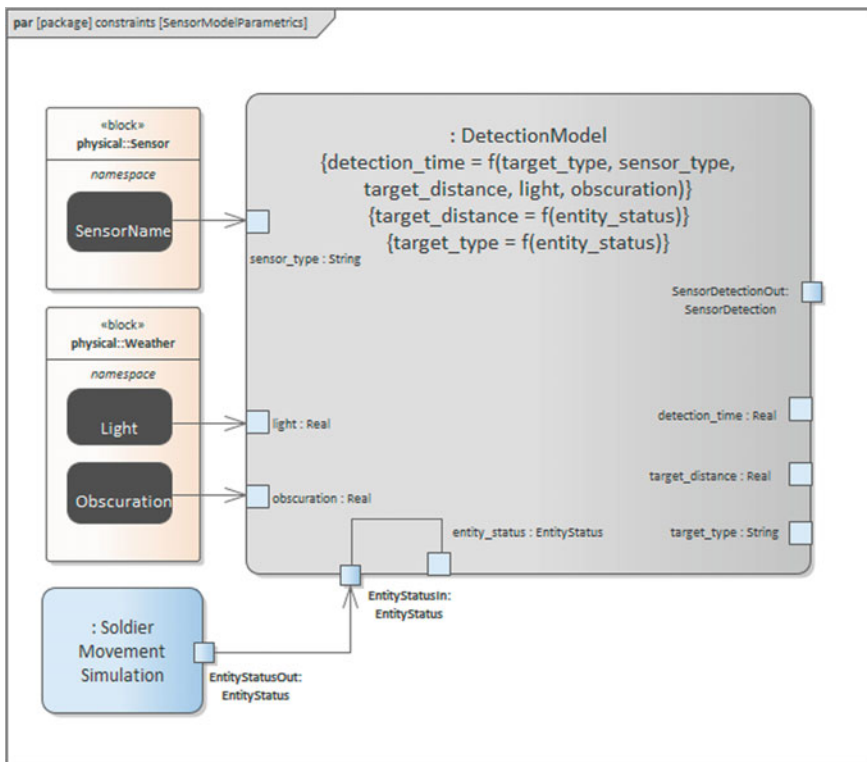 par [package] constraints [SensorModelParametrics]
«block»
physical::Sensor
namespace
SensorName
: DetectionModel
{detection_time = f(target_type, sensor_type,
target_distance, light, obscuration)}
{target_distance = f(entity_status)}
{target_type = f(entity_status)}
sensor_type : String
SensorDetectionOut:
SensorDetection
«block»
physical::Weather
namespace
Light
Obscuration
light : Real
obscuration : Real
detection_time : Real
target_distance : Real
target_type : String
entity_status : EntityStatus
EntityStatusIn:
EntityStatus
: Soldier
Movement
Simulation
EntityStatusOut:
EntityStatus